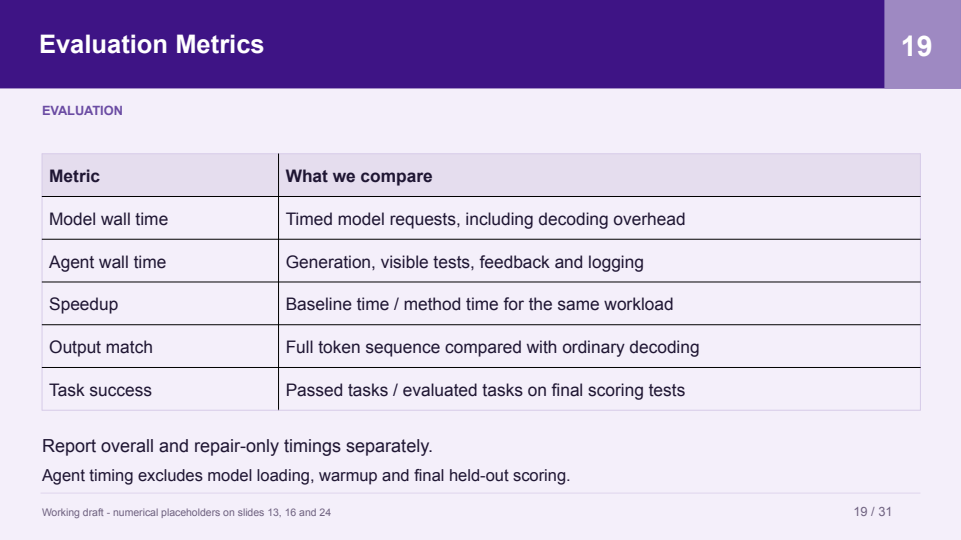 Evaluation Metrics
19
EVALUATION
Metric What we compare
Model wall time Timed model requests, including decoding overhead
Agent wall time Generation, visible tests, feedback and logging
Speedup Baseline time / method time for the same workload
Output match Full token sequence compared with ordinary decoding
Task success Passed tasks / evaluated tasks on final scoring tests
Report overall and repair-only timings separately.
Agent timing excludes model loading, warmup and final held-out scoring.
Working draft - numerical placeholders on slides 13, 16 and 24
19 / 31